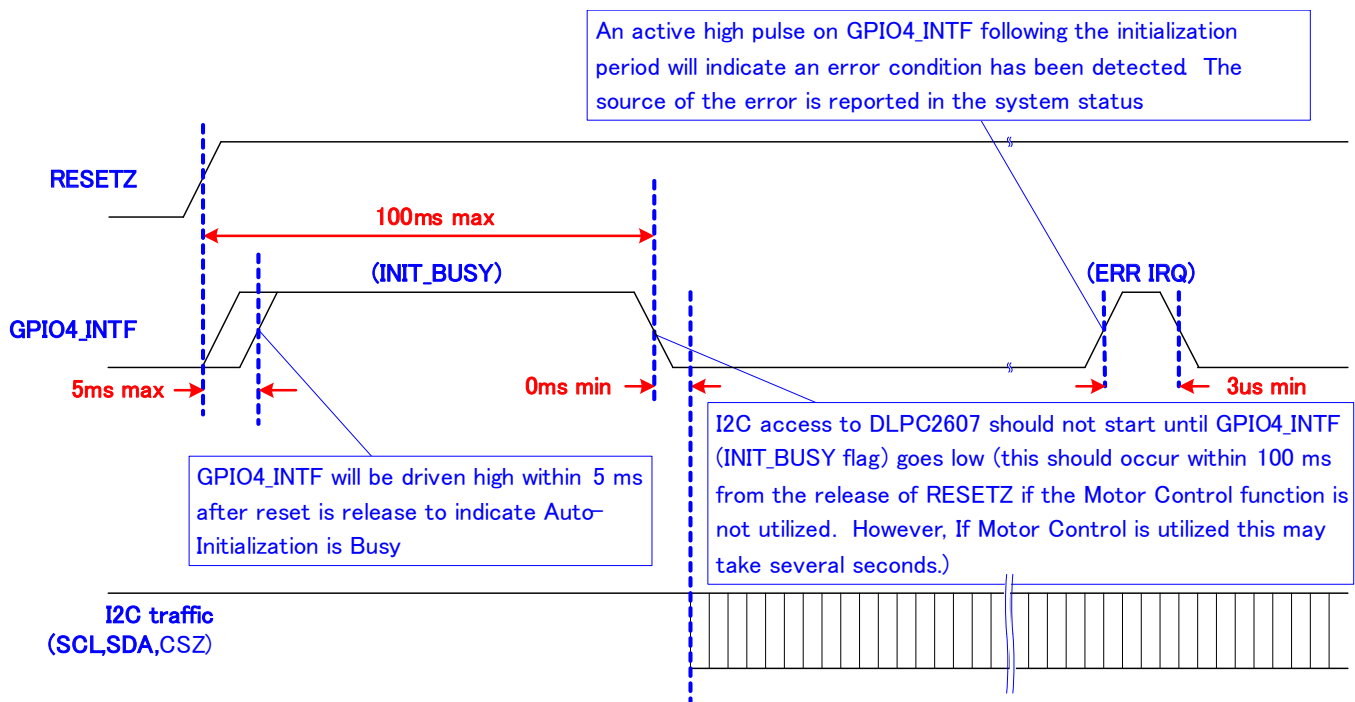 An active high pulse on GPIO4_INTF following the initialization
period will indicate an error condition has been detected. The
source of the error is reported in the system status
RESETZ
100ms max
(INIT_BUSY)
(ERR IRQ)
GPIO4_INTF
5ms max
0ms min
3us min
I2C access to DLPC2607 should not start until GPIO4_INTF
(INIT_BUSY flag) goes low (this should occur within 100 ms
from the release of RESETZ if the Motor Control function is
not utilized. However, If Motor Control is utilized this may
take several seconds.)
GPIO4_INTF will be driven high within 5 ms
after reset is release to indicate Auto-
Initialization is Busy
I2C traffic
(SCL,SDA,CSZ)